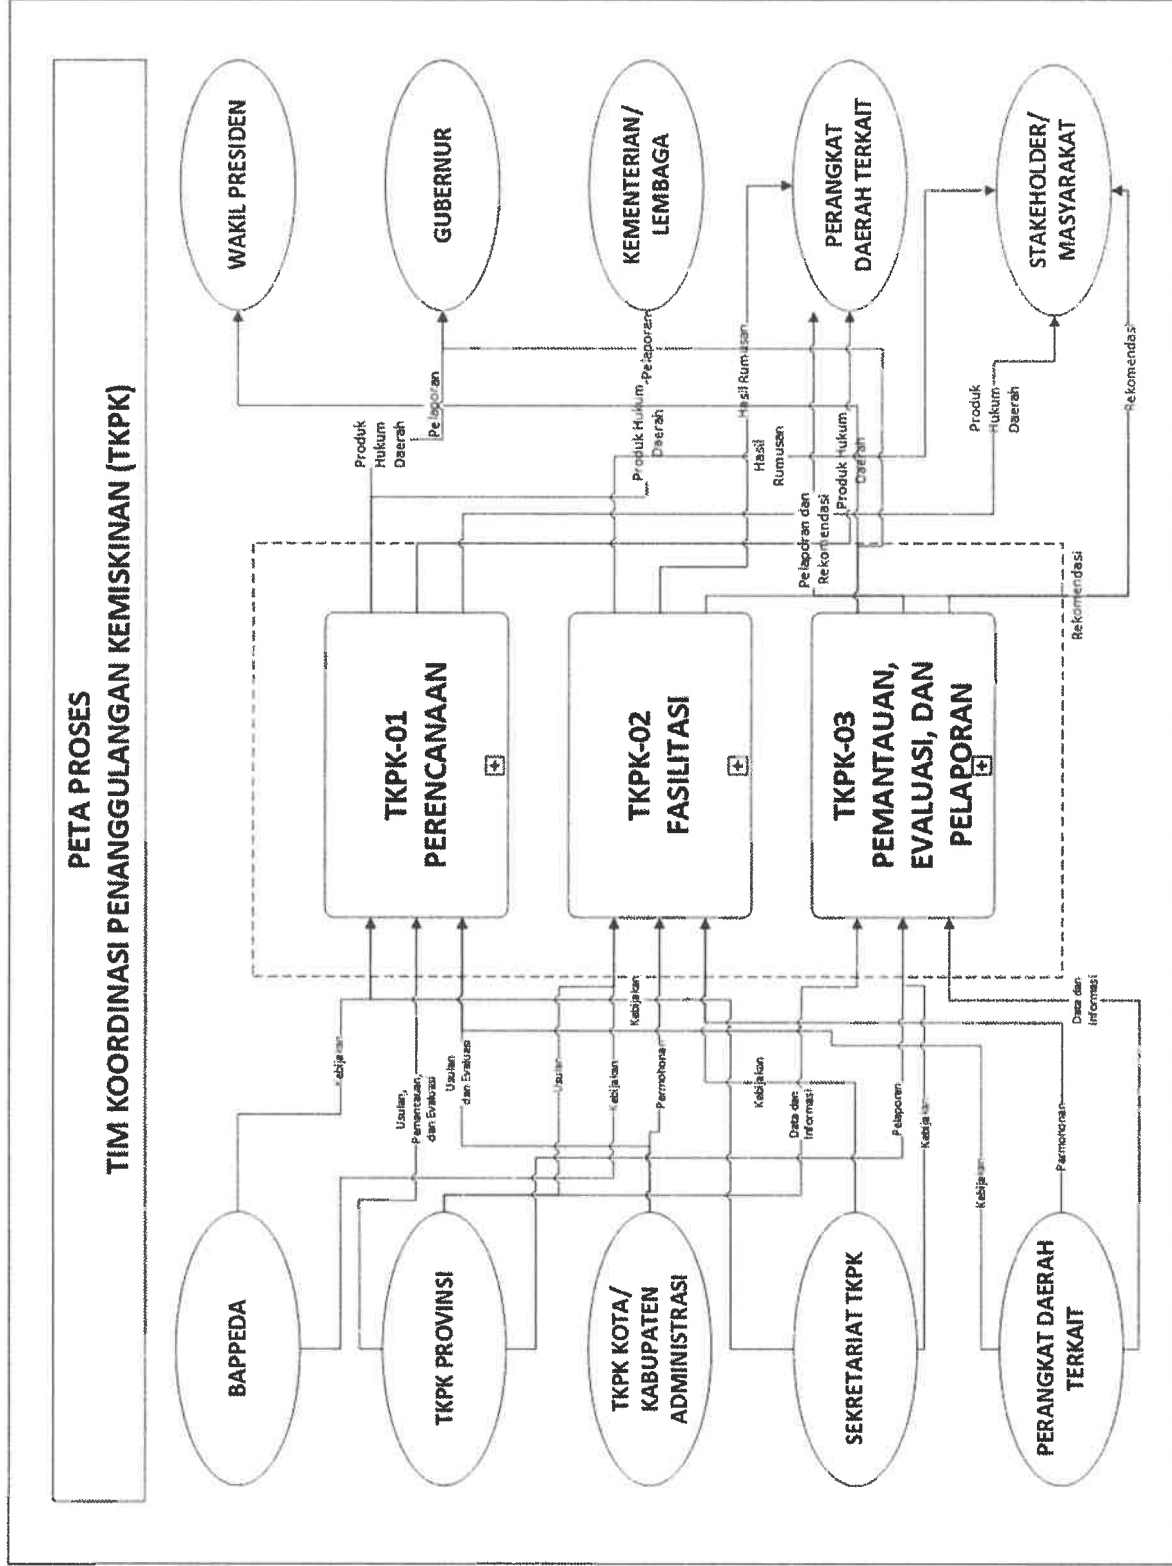 PETA PROSES
TIM KOORDINASI PENANGGULANGAN KEMISKINAN (TKPK)
BAPPEDA
TKPK PROVINSI
TKPK KOTA/
KABUPATEN
ADMINISTRASI
SEKRETARIAT TKPK
PERANGKAT DAERAH
TERKAIT
Kebijakan
Usulan,
Pemantauan,
dan Evaluasi
Usulan
dan Evaluasi
Usulan
Kebijakan
Kebijakan
Permohonan
Kebijakan
Data dan
Informasi
Pelaporan
Kebijakan
Kebijakan
Permohonan
Data dan
Informasi
TKPK-01
PERENCANAAN
TKPK-02
FASILITASI
TKPK-03
PEMANTAUAN,
EVALUASI, DAN
PELAPORAN
Produk
Hukum
Daerah
Pelaporan
Produk Hukum
Daerah
Pelaporan
Hasil Rumusan
Hasil
Rumusan
Pelaporan dan
Rekomendasi
Produk Hukum
Daerah
Produk
Hukum
Daerah
Rekomendasi
Rekomendasi
WAKIL PRESIDEN
GUBERNUR
KEMENTERIAN/
LEMBAGA
PERANGKAT
DAERAH TERKAIT
STAKEHOLDER/
MASYARAKAT